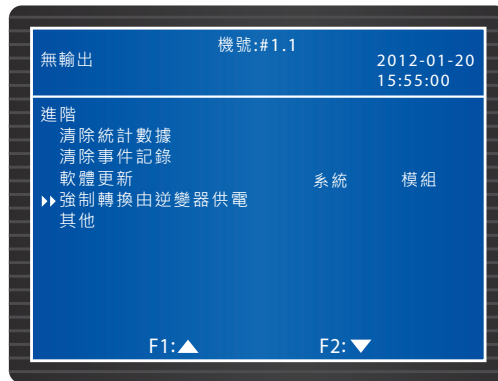 機號:#1.1
無輸出
2012-01-20
15:55:00
進階
清除統計數據
清除事件記錄
軟體更新 系統 模組
▸▸強制轉換由逆變器供電
其他
F1:▲ F2:▼